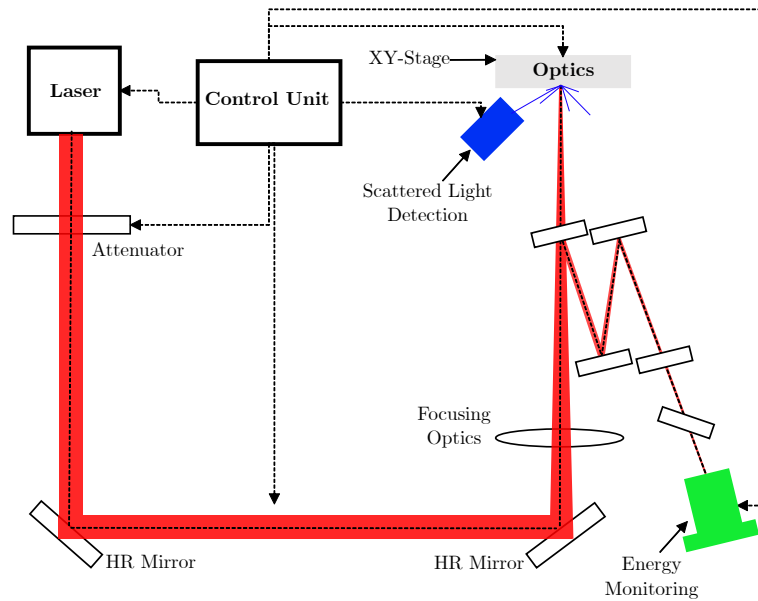 XY-Stage
Optics
Laser
Control Unit
Scattered Light
Detection
Attenuator
Focusing
Optics
HR Mirror
HR Mirror
Energy
Monitoring